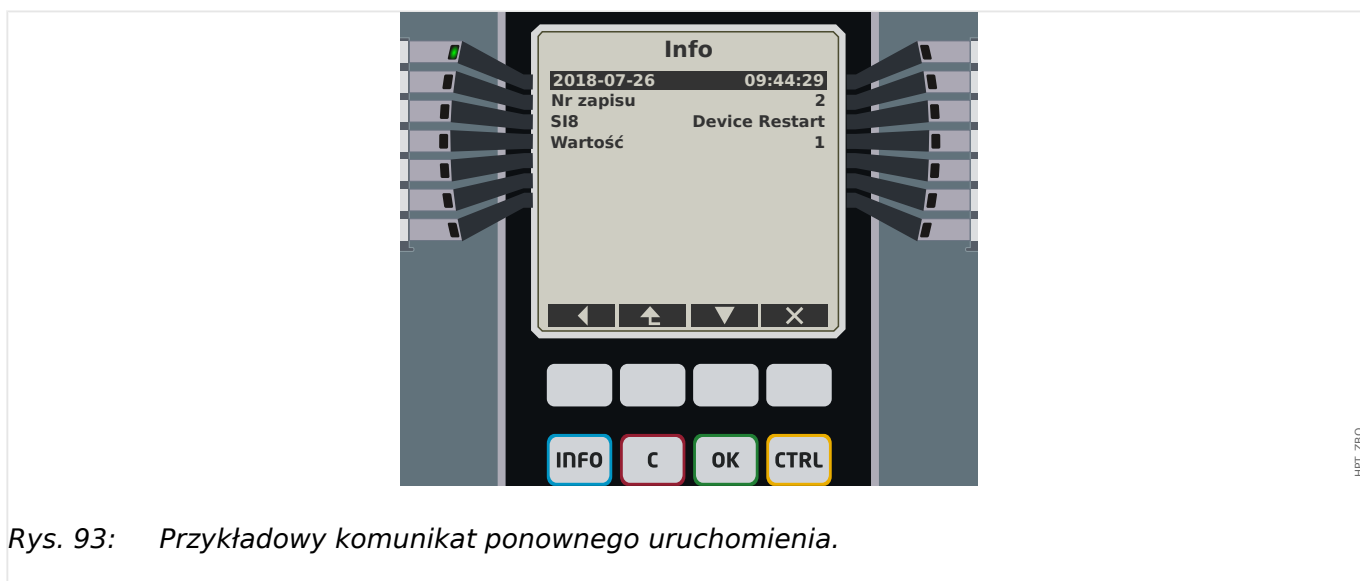 Info
2018-07-26 09:44:29
Nr zapisu 2
SI8 Device Restart
Wartość 1
INFO C OK CTRL
HPT_ZBO
Rys. 93: Przykładowy komunikat ponownego uruchomienia.